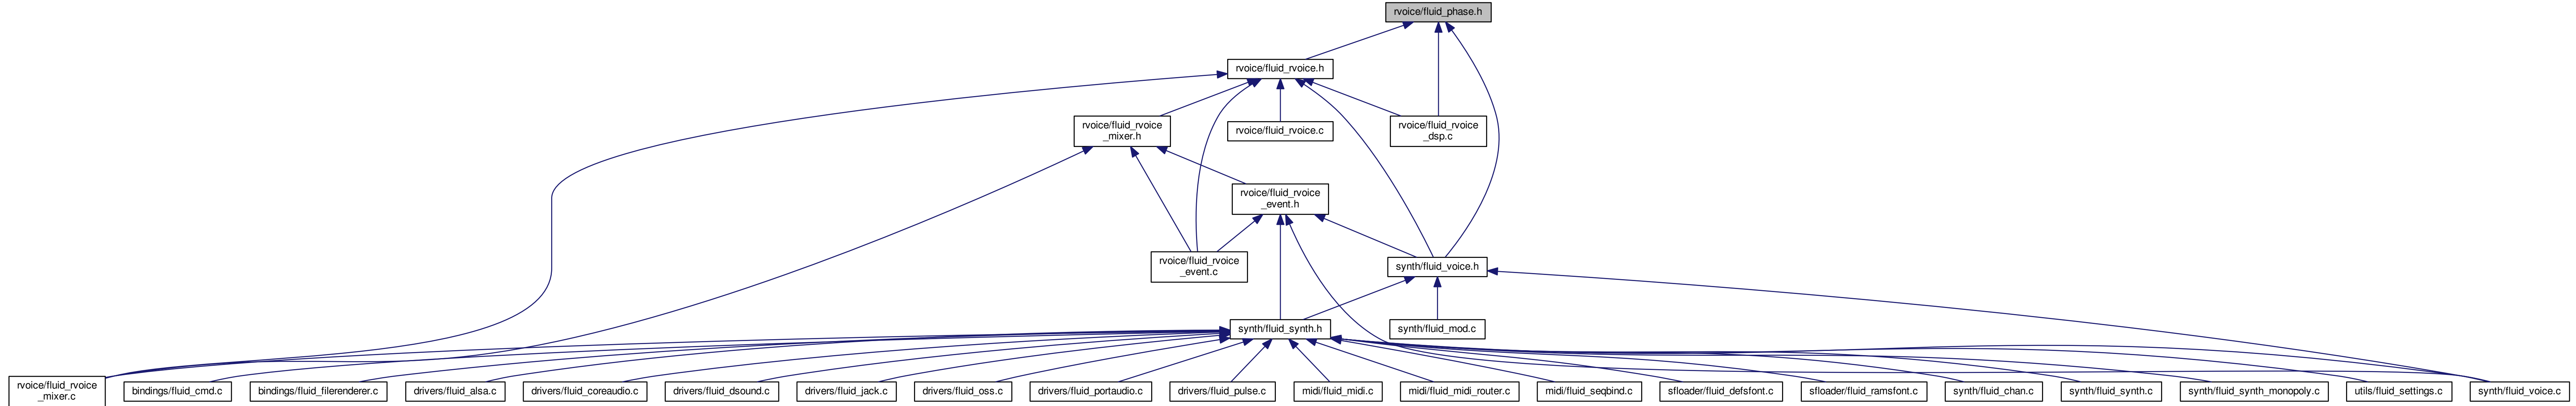 rvoice/fluid_phase.h
rvoice/fluid_rvoice.h
rvoice/fluid_rvoice
_mixer.h
rvoice/fluid_rvoice.c
rvoice/fluid_rvoice
_dsp.c
rvoice/fluid_rvoice
_event.h
rvoice/fluid_rvoice
_event.c
synth/fluid_voice.h
synth/fluid_synth.h
synth/fluid_mod.c
rvoice/fluid_rvoice
_mixer.c
bindings/fluid_cmd.c
bindings/fluid_filerenderer.c
drivers/fluid_alsa.c
drivers/fluid_coreaudio.c
drivers/fluid_dsound.c
drivers/fluid_jack.c
drivers/fluid_oss.c
drivers/fluid_portaudio.c
drivers/fluid_pulse.c
midi/fluid_midi.c
midi/fluid_midi_router.c
midi/fluid_seqbind.c
sfloader/fluid_defsfont.c
sfloader/fluid_ramsfont.c
synth/fluid_chan.c
synth/fluid_synth.c
synth/fluid_synth_monopoly.c
utils/fluid_settings.c
synth/fluid_voice.c